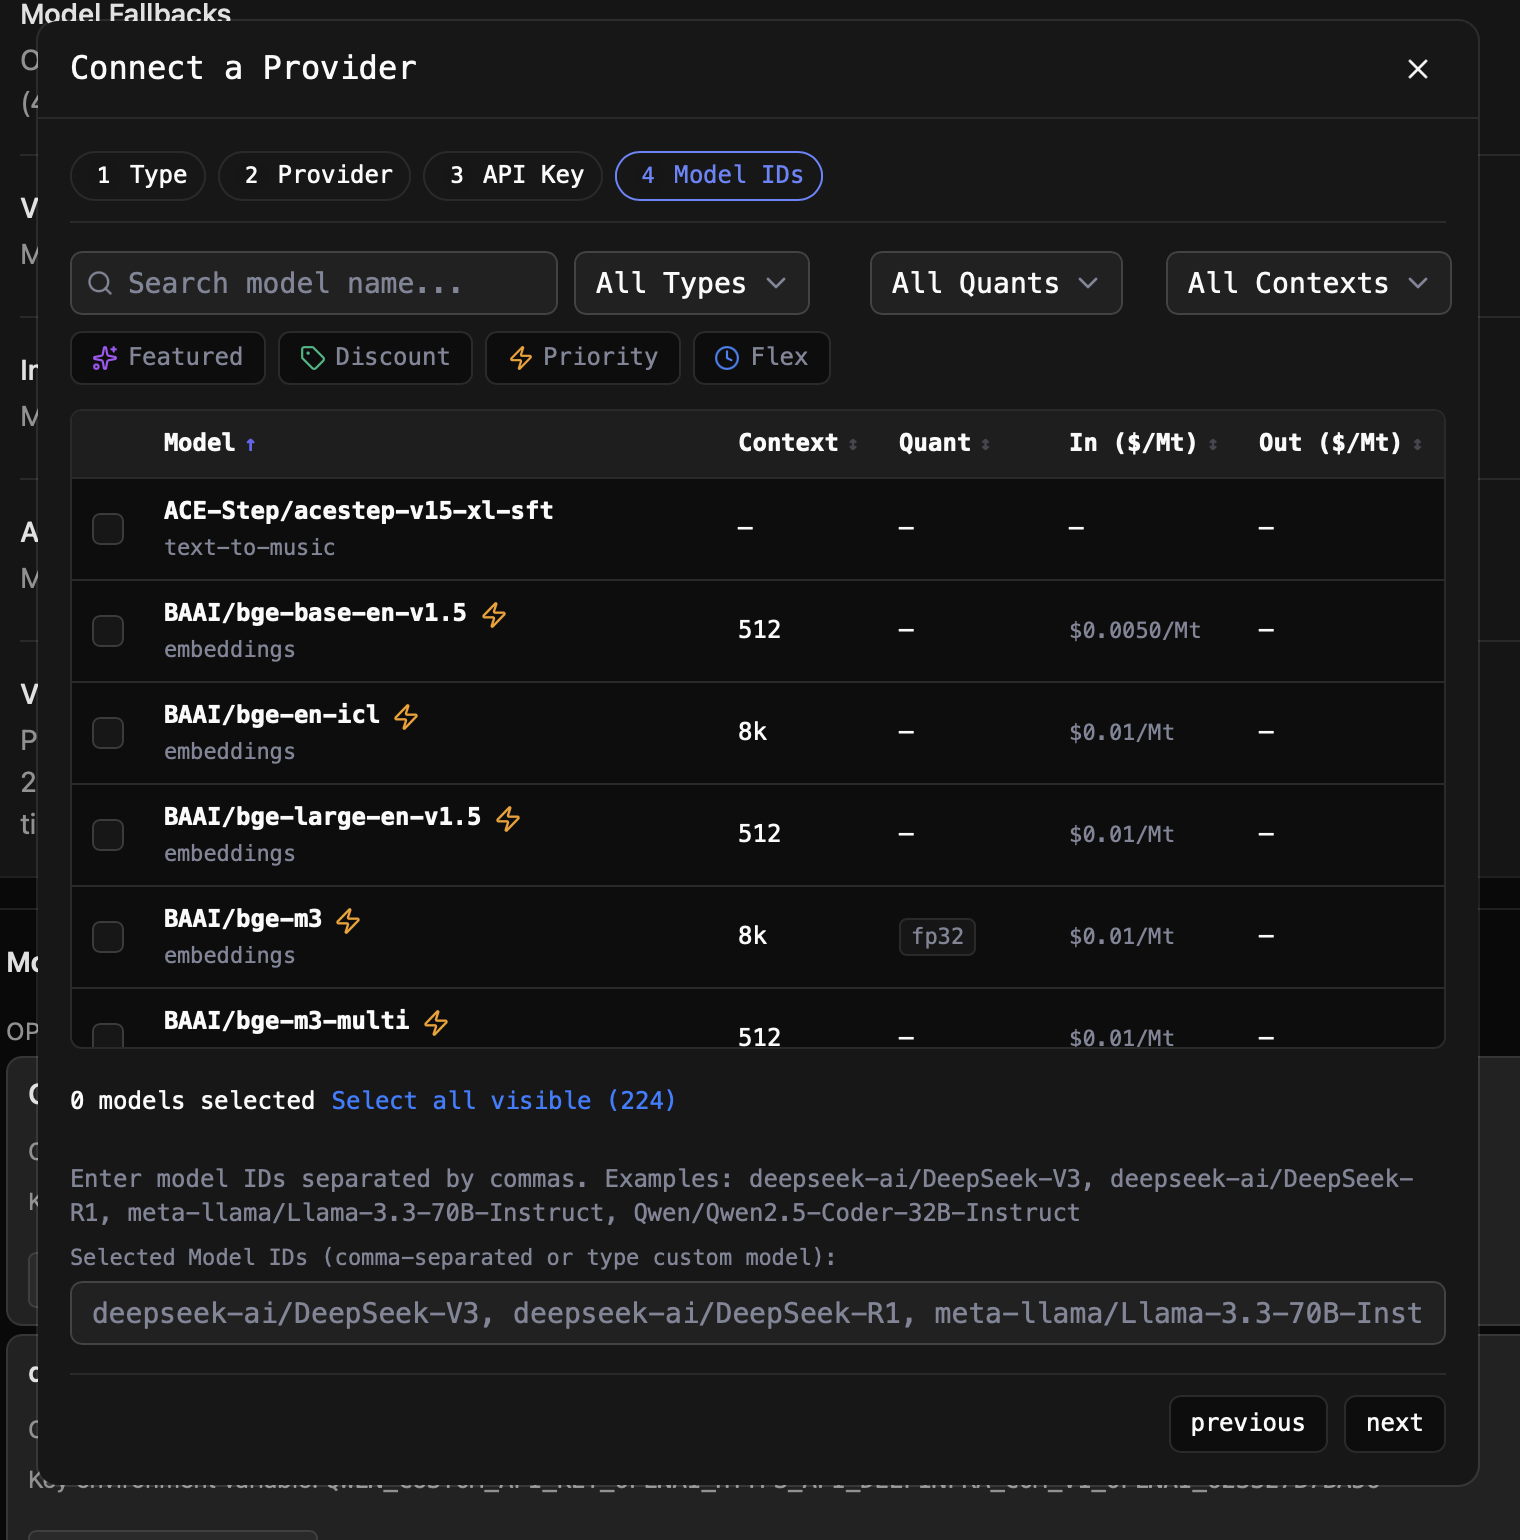 Model Fallbacks
Connect a Provider
1 Type
2 Provider
3 API Key
4 Model IDs
Search model name...
All Types
All Quants
All Contexts
Featured
Discount
Priority
Flex
Model ↑ Context Quant In ($/Mt) Out ($/Mt)
ACE-Step/acestep-v15-xl-sft
text-to-music
– – – –
BAAI/bge-base-en-v1.5
embeddings
512 – $0.0050/Mt –
BAAI/bge-en-icl
embeddings
8k – $0.01/Mt –
BAAI/bge-large-en-v1.5
embeddings
512 – $0.01/Mt –
BAAI/bge-m3
embeddings
8k fp32 $0.01/Mt –
BAAI/bge-m3-multi
512 – $0.01/Mt –
0 models selected Select all visible (224)
Enter model IDs separated by commas. Examples: deepseek-ai/DeepSeek-V3, deepseek-ai/DeepSeek-
R1, meta-llama/Llama-3.3-70B-Instruct, Qwen/Qwen2.5-Coder-32B-Instruct
Selected Model IDs (comma-separated or type custom model):
deepseek-ai/DeepSeek-V3, deepseek-ai/DeepSeek-R1, meta-llama/Llama-3.3-70B-Inst
previous
next
Key environment variable: